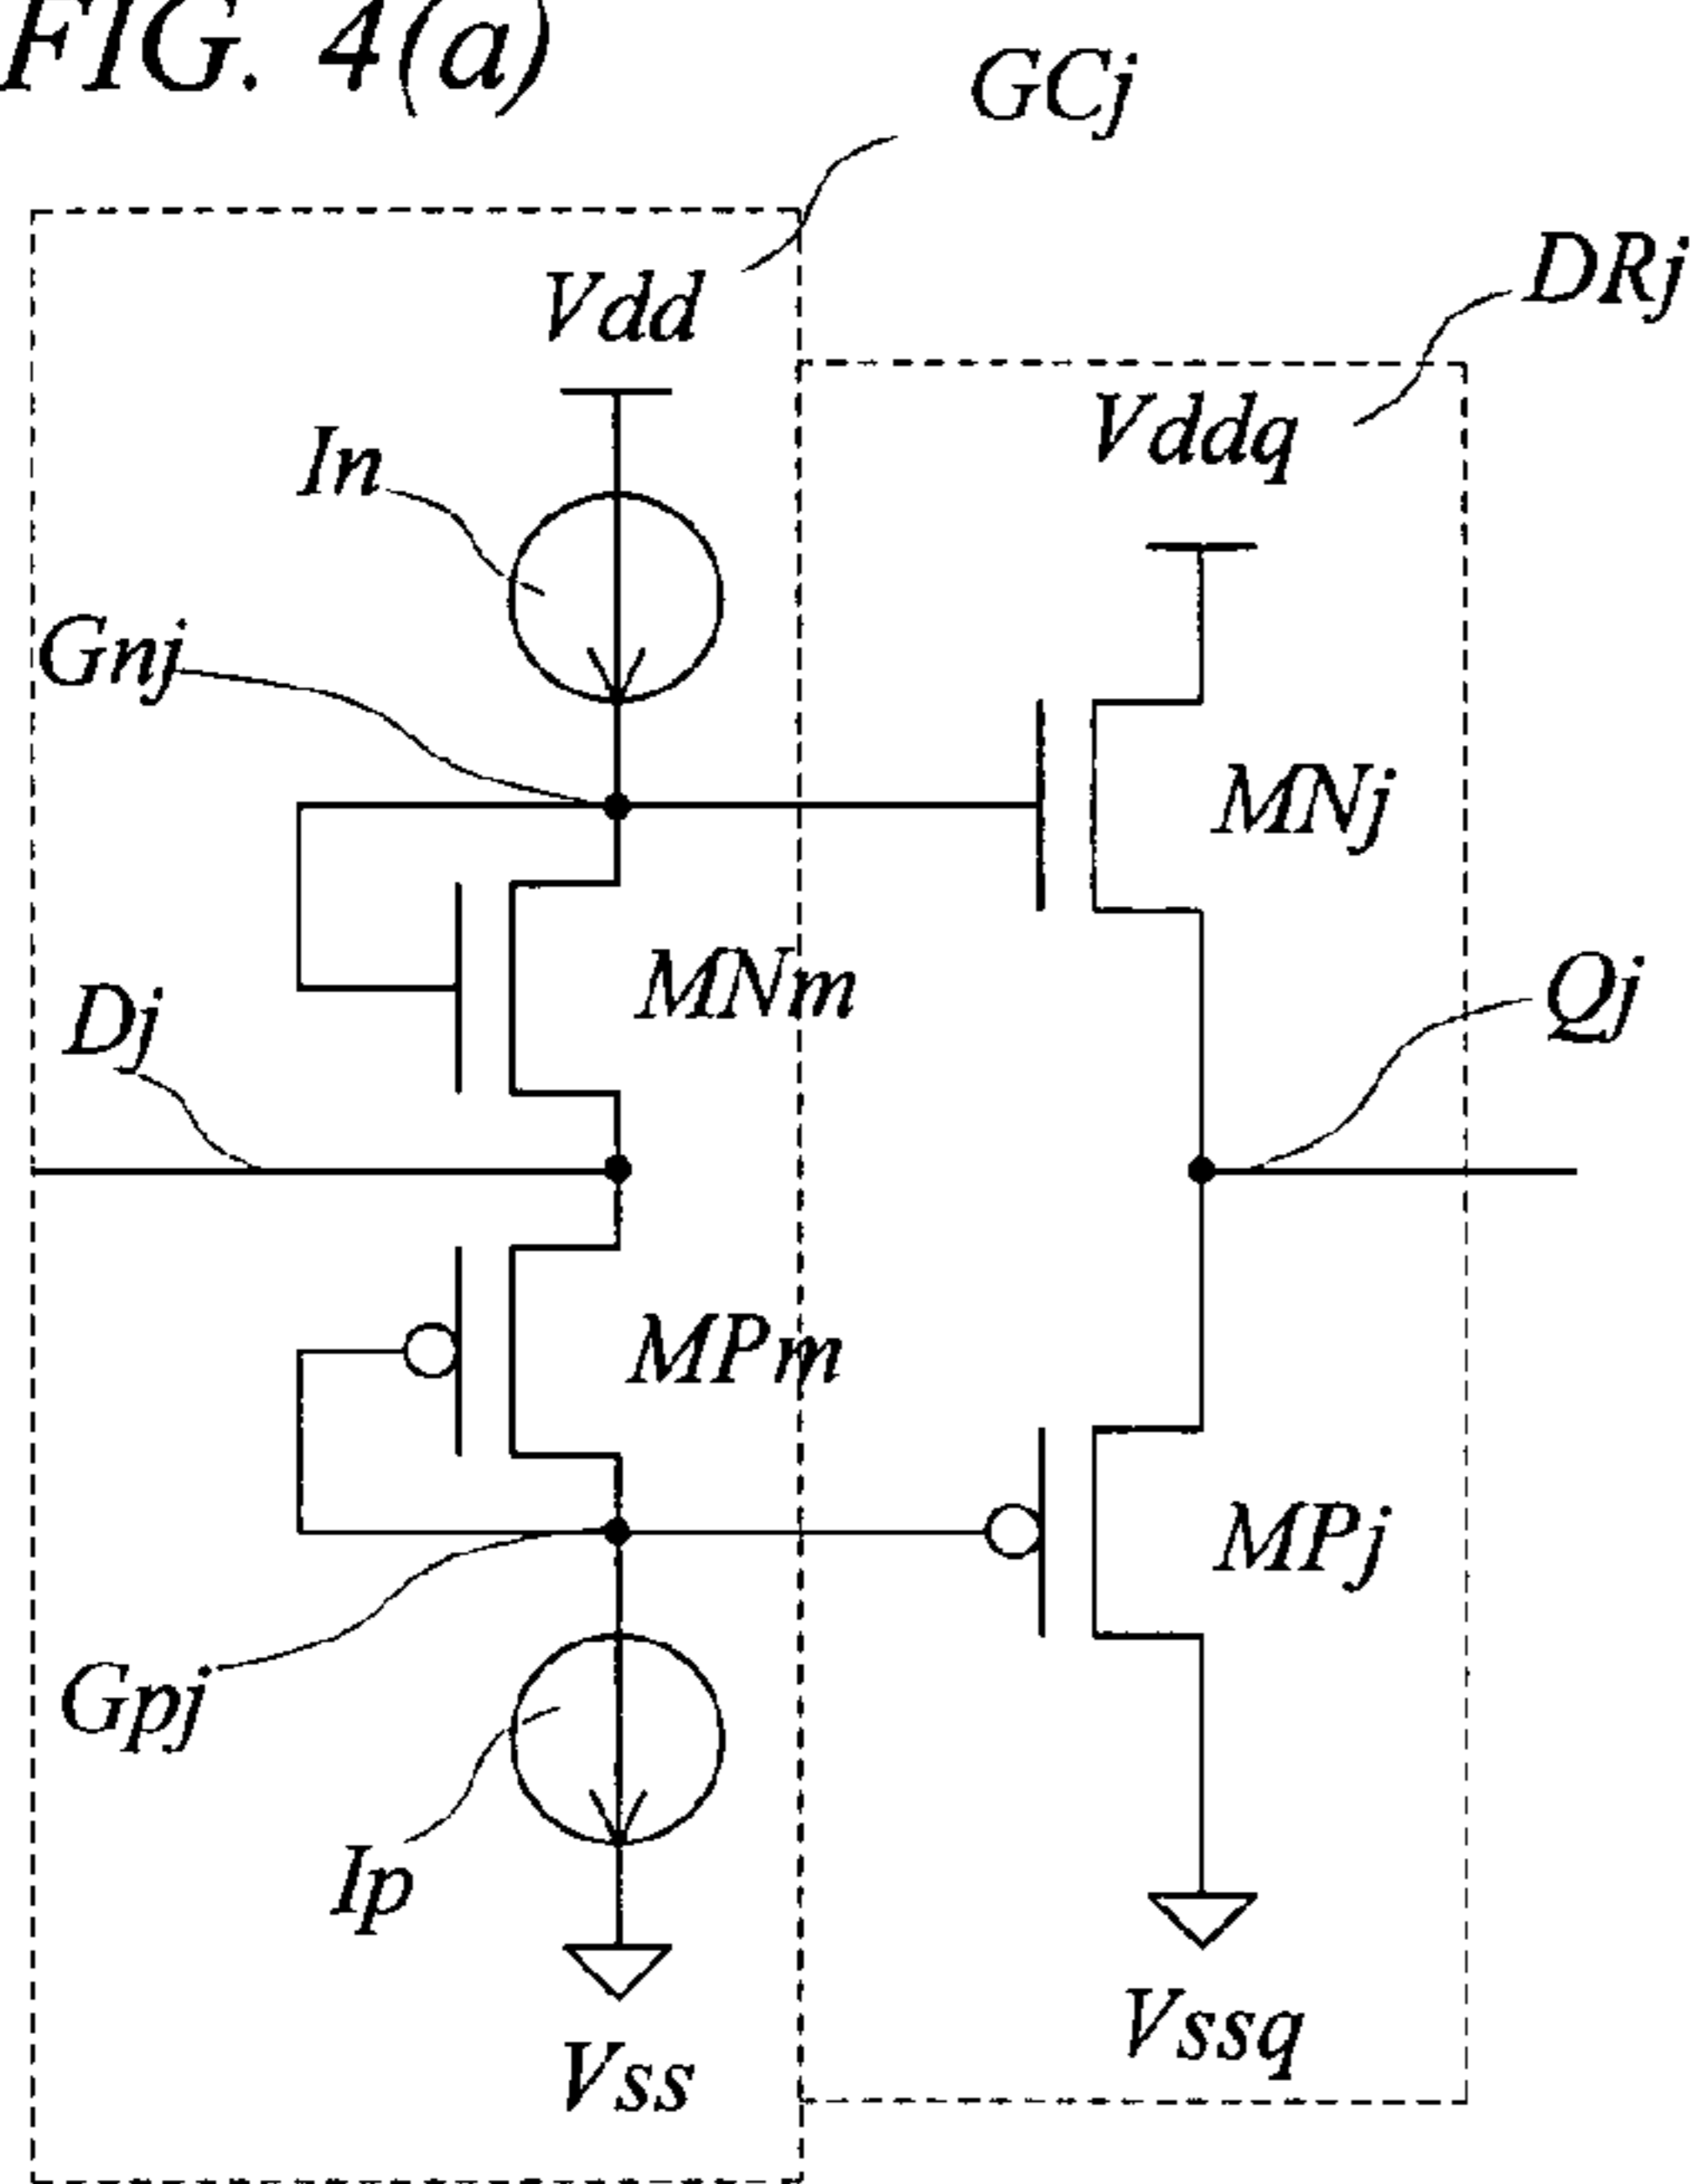 FIG. 4(a)
GCj
DRj
Vdd
Vddq
In
Gnj
MNj
MNm
Qj
Dj
MPm
MPj
Gpj
Ip
Vssq
Vss